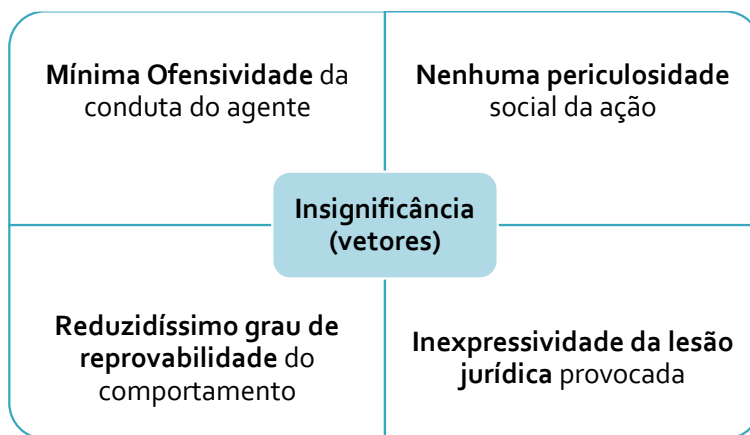 Mínima Ofensividade da
conduta do agente
Nenhuma periculosidade
social da ação
Insignificância
(vetores)
Reduzidíssimo grau de
reprovabilidade do
comportamento
Inexpressividade da lesão
jurídica provocada